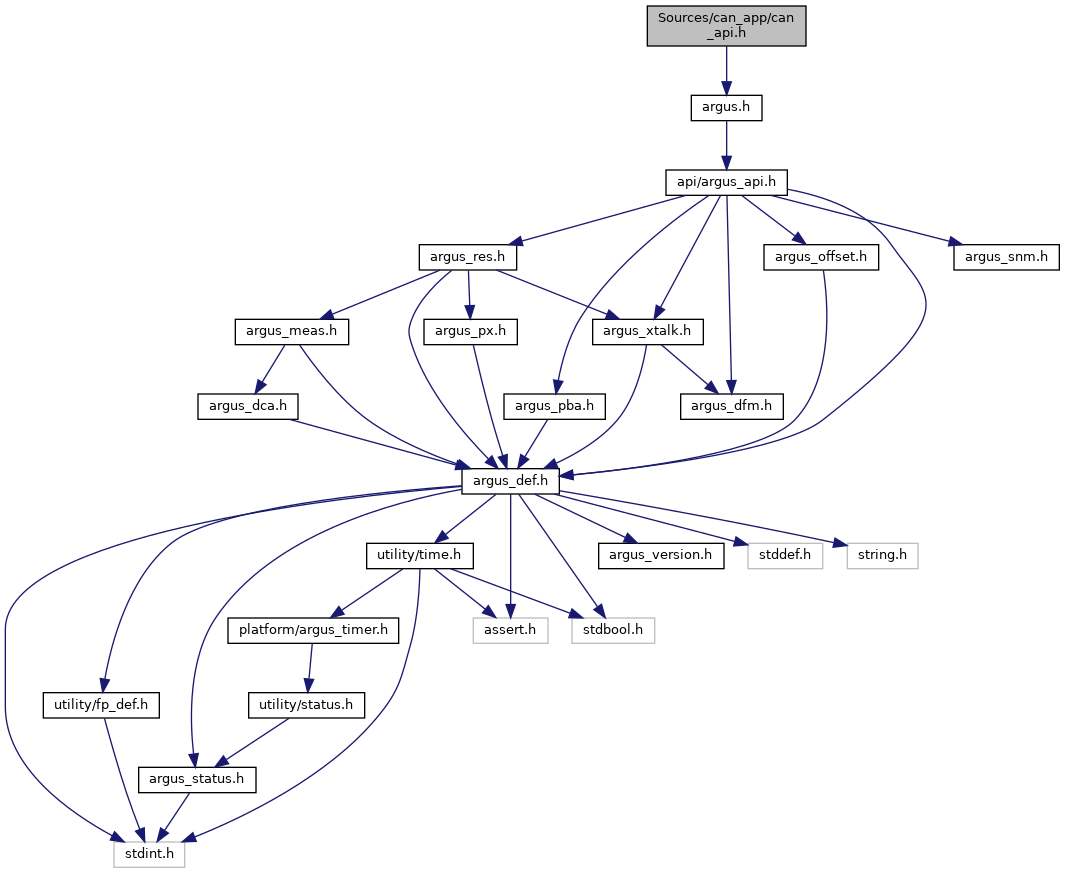 Sources/can_app/can
_api.h
argus.h
api/argus_api.h
argus_res.h
argus_offset.h
argus_snm.h
argus_meas.h
argus_px.h
argus_xtalk.h
argus_dca.h
argus_pba.h
argus_dfm.h
argus_def.h
utility/time.h
argus_version.h
stddef.h
string.h
platform/argus_timer.h
assert.h
stdbool.h
utility/fp_def.h
utility/status.h
argus_status.h
stdint.h